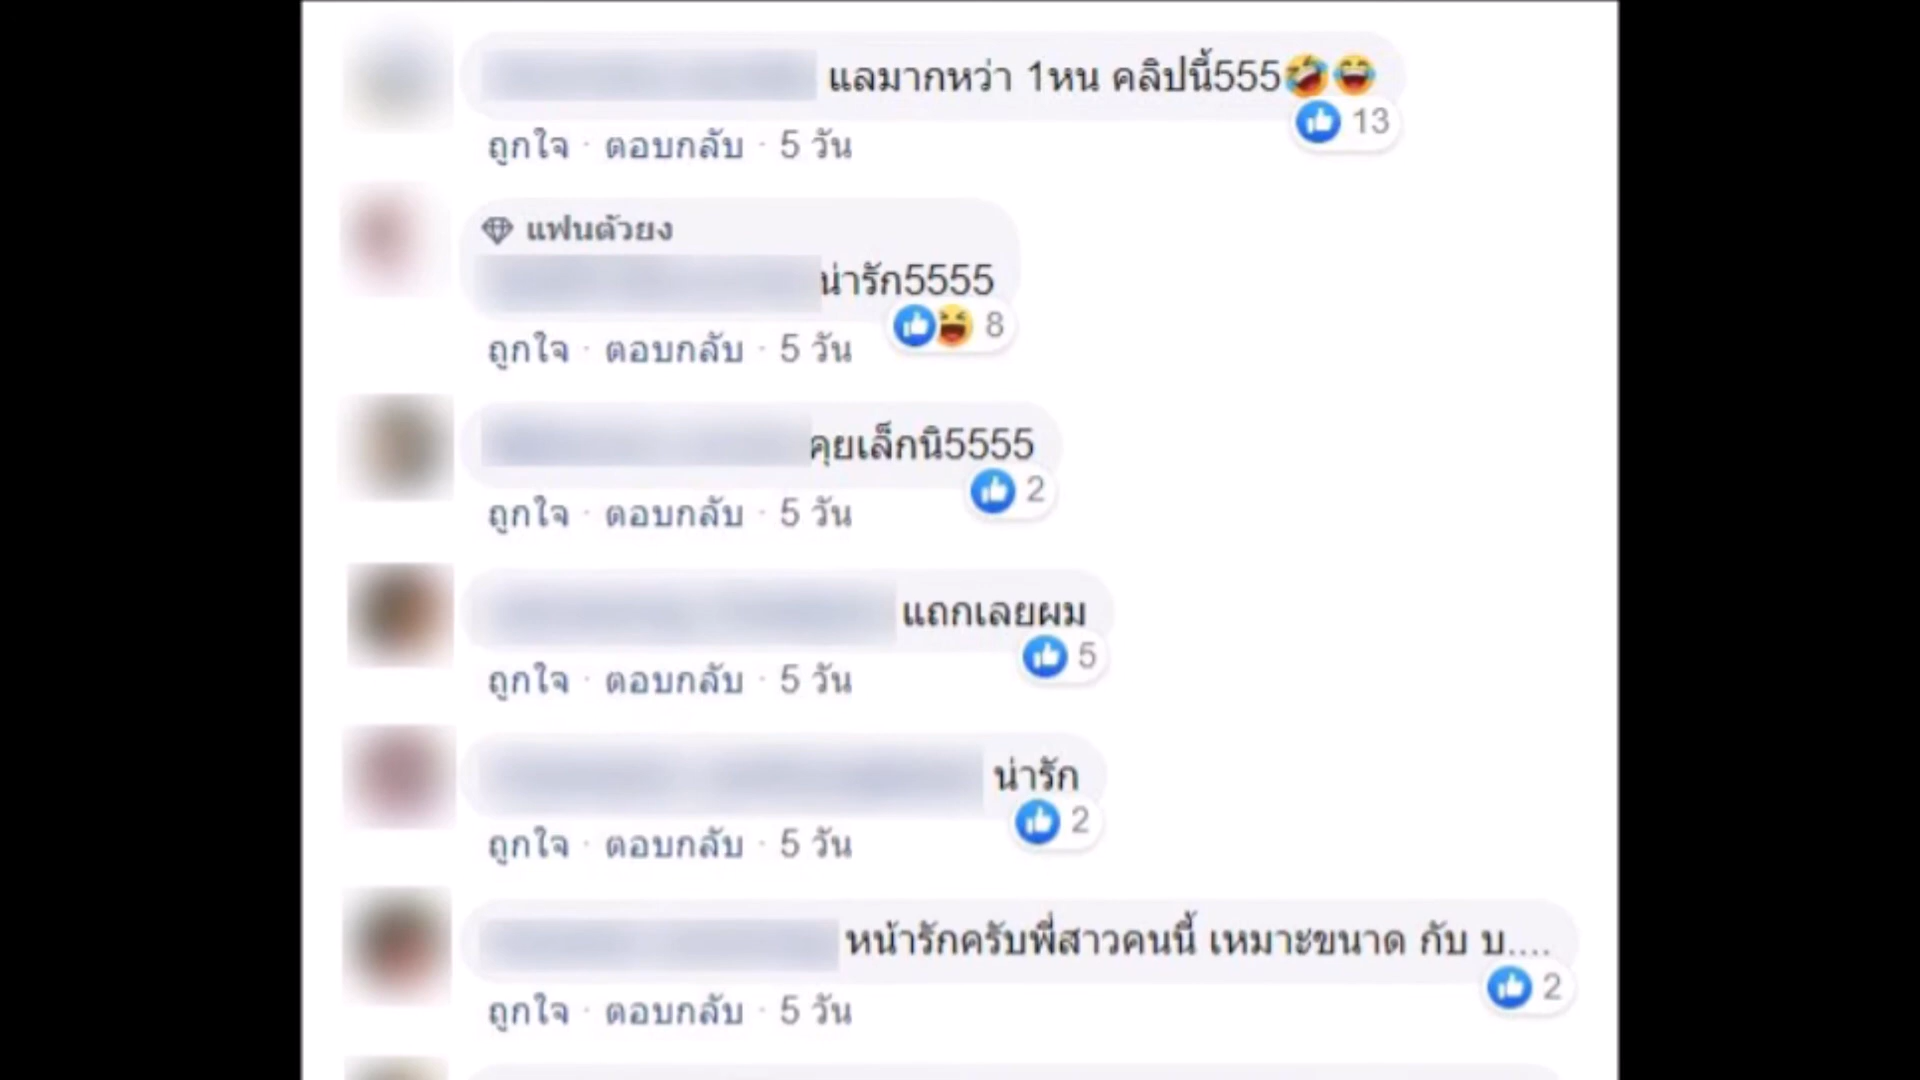 แลมากหว่า 1หน คลิปนี้555🤣😂
13
ถูกใจ · ตอบกลับ · 5 วัน
แฟนตัวยง
น่ารัก5555
8
ถูกใจ · ตอบกลับ · 5 วัน
คุยเล็กนิ5555
2
ถูกใจ · ตอบกลับ · 5 วัน
แถกเลยผม
5
ถูกใจ · ตอบกลับ · 5 วัน
น่ารัก
2
ถูกใจ · ตอบกลับ · 5 วัน
หน้ารักครับพี่สาวคนนี้ เหมาะขนาด กับ บ....
2
ถูกใจ · ตอบกลับ · 5 วัน